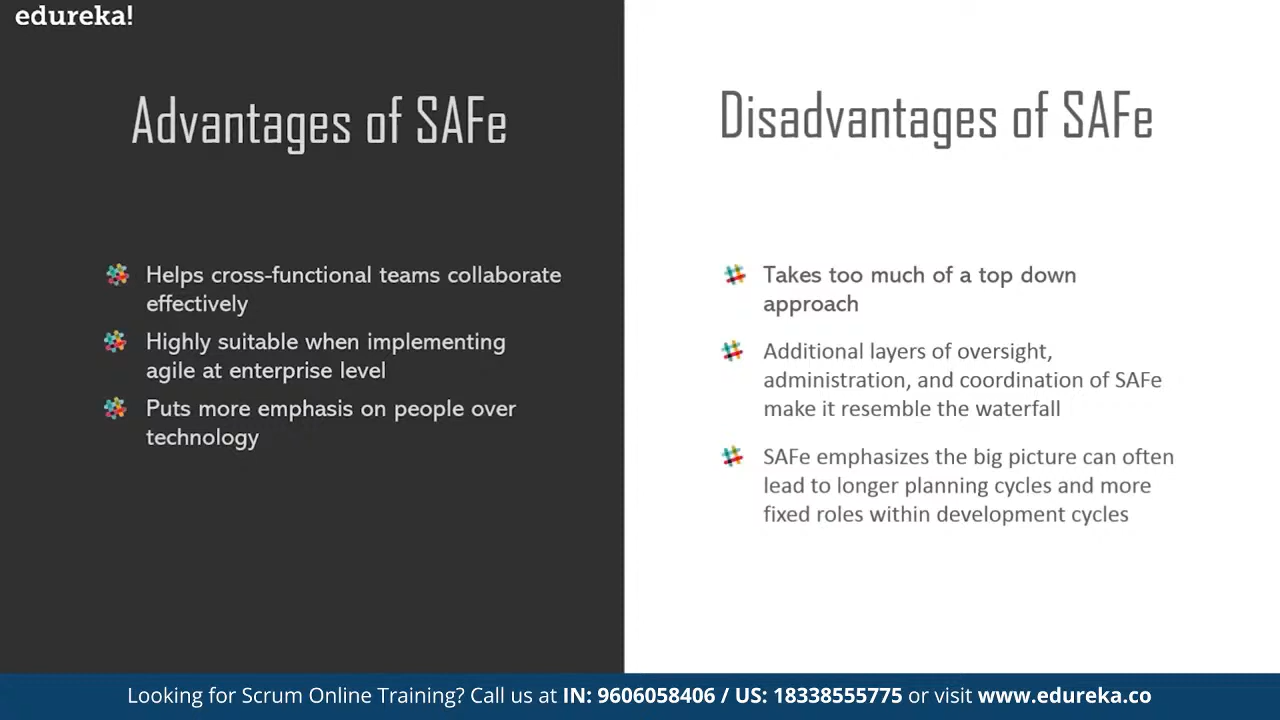 edureka!
Advantages of SAFe
Helps cross-functional teams collaborate
effectively
Highly suitable when implementing
agile at enterprise level
Puts more emphasis on people over
technology
Disadvantages of SAFe
Takes too much of a top down
approach
Additional layers of oversight,
administration, and coordination of SAFe
make it resemble the waterfall
SAFe emphasizes the big picture can often
lead to longer planning cycles and more
fixed roles within development cycles
Looking for Scrum Online Training? Call us at IN: 9606058406 / US: 18338555775 or visit www.edureka.co